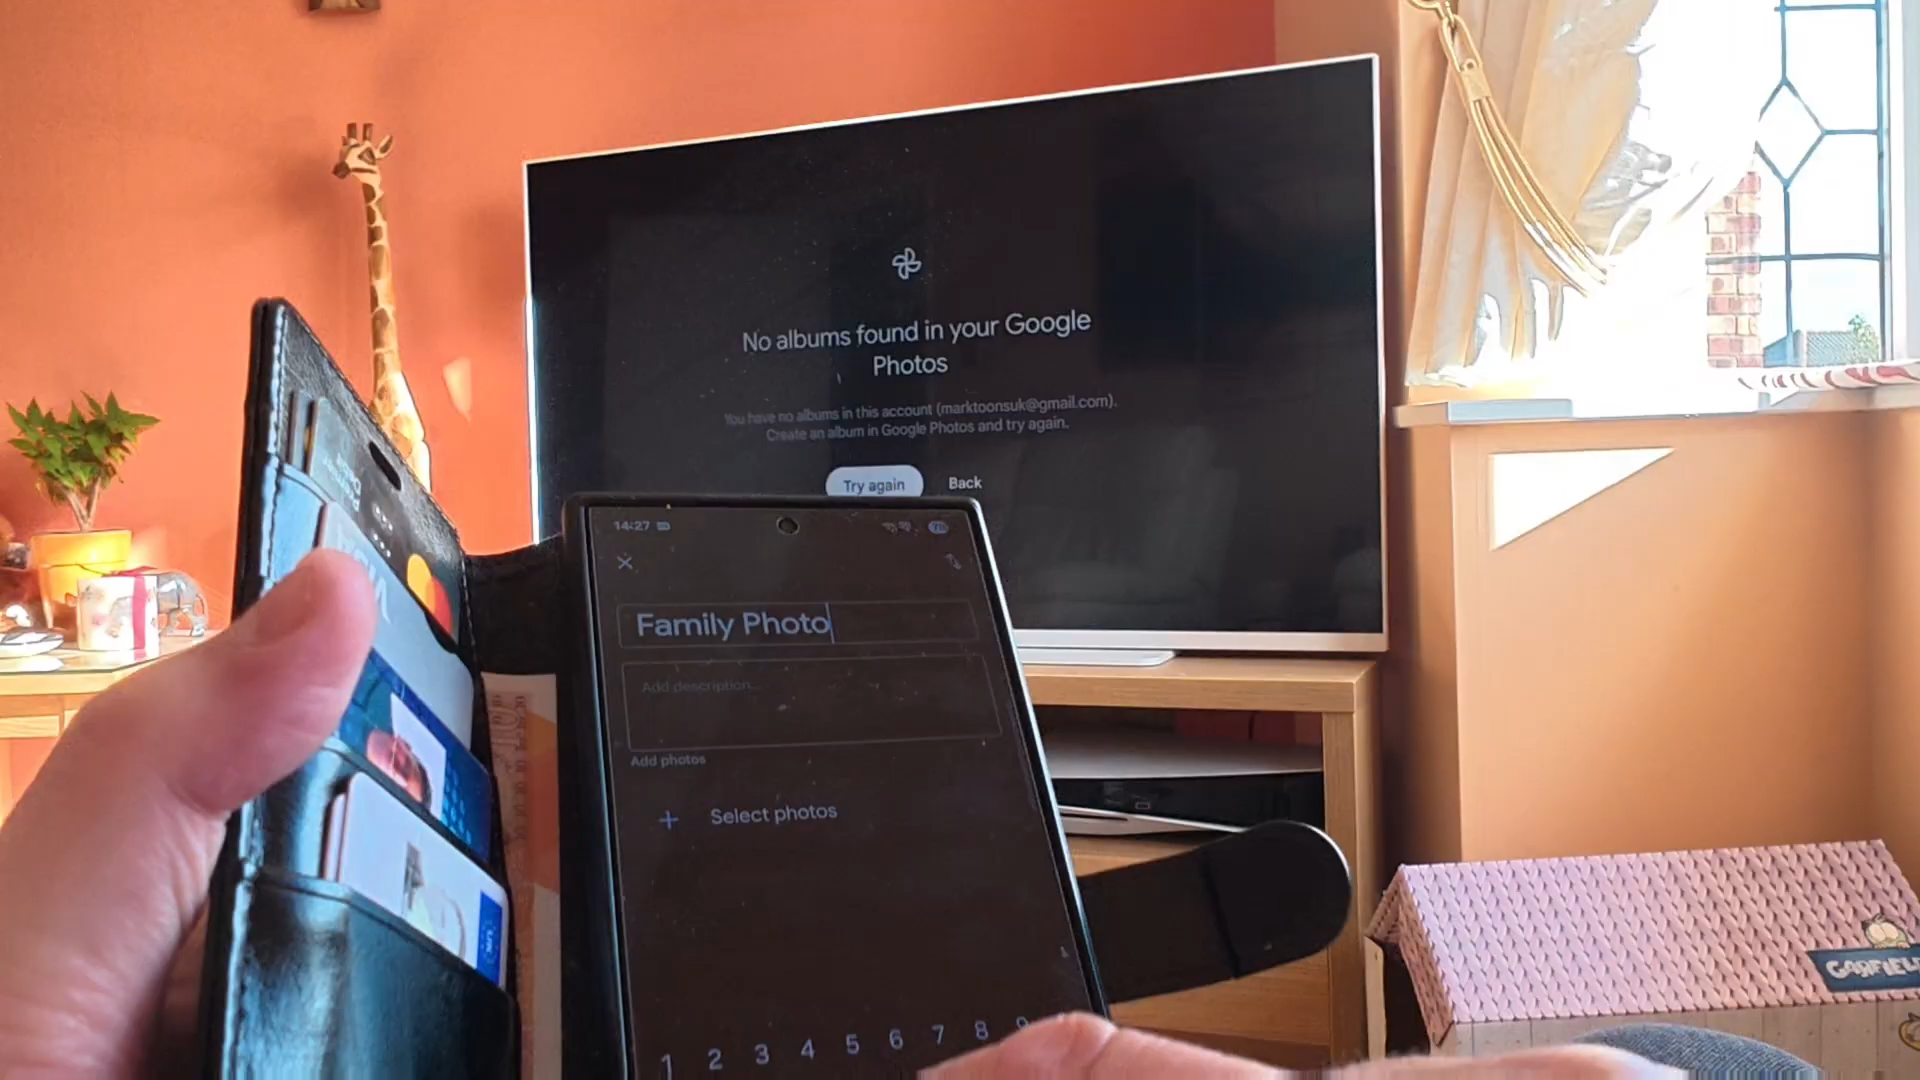 No albums found in your Google
Photos
You have no albums in this account (marktoonsuk@gmail.com).
Create an album in Google Photos and try again.
Try again
Back
14:27
Family Photo
Add description...
Add photos
Select photos
1 2 3 4 5 6 7 8 9
GARFIELD